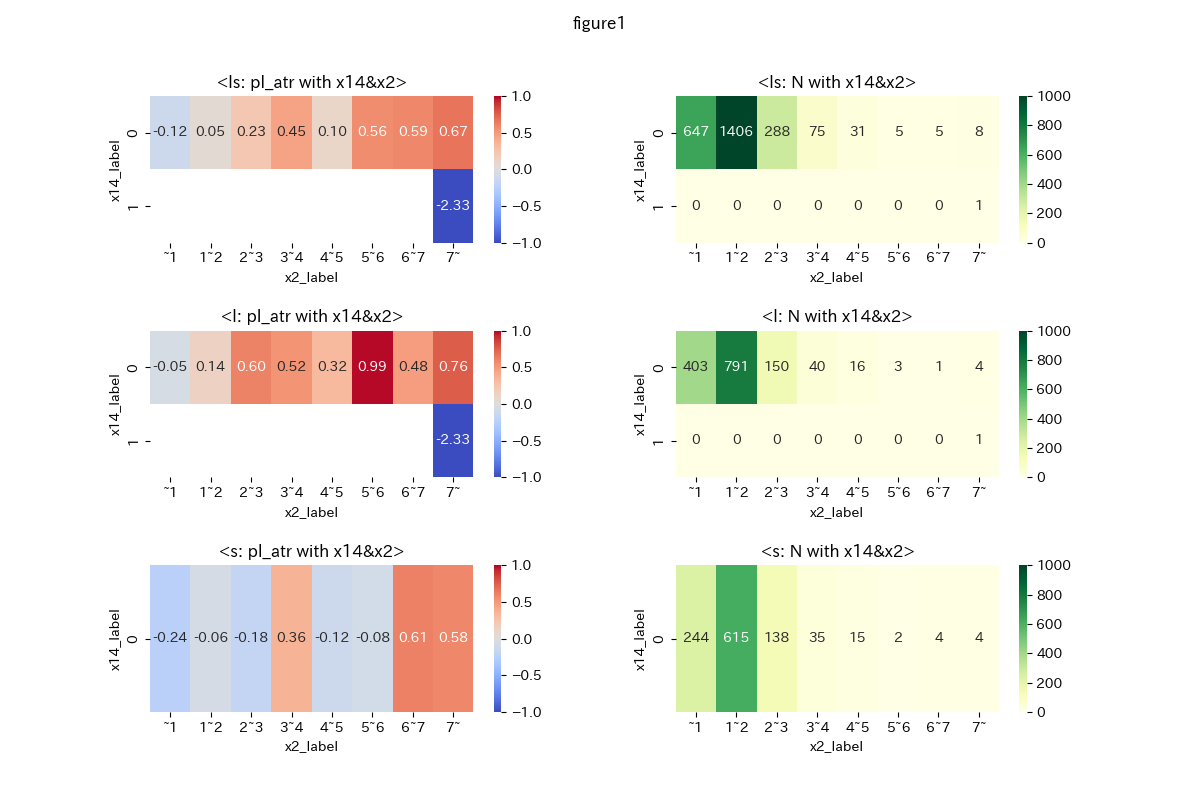 figure1
<ls: pl_atr with x14&x2>
x14_label
0
-0.12 0.05 0.23 0.45 0.10 0.56 0.59 0.67
1
-2.33
~1 1~2 2~3 3~4 4~5 5~6 6~7 7~
x2_label
1.0
0.5
0.0
−0.5
−1.0
<ls: N with x14&x2>
x14_label
0
647 1406 288 75 31 5 5 8
1
0 0 0 0 0 0 0 1
~1 1~2 2~3 3~4 4~5 5~6 6~7 7~
x2_label
1000
800
600
400
200
0
<l: pl_atr with x14&x2>
x14_label
0
-0.05 0.14 0.60 0.52 0.32 0.99 0.48 0.76
1
-2.33
~1 1~2 2~3 3~4 4~5 5~6 6~7 7~
x2_label
1.0
0.5
0.0
−0.5
−1.0
<l: N with x14&x2>
x14_label
0
403 791 150 40 16 3 1 4
1
0 0 0 0 0 0 0 1
~1 1~2 2~3 3~4 4~5 5~6 6~7 7~
x2_label
1000
800
600
400
200
0
<s: pl_atr with x14&x2>
x14_label
0
-0.24 -0.06 -0.18 0.36 -0.12 -0.08 0.61 0.58
~1 1~2 2~3 3~4 4~5 5~6 6~7 7~
x2_label
1.0
0.5
0.0
−0.5
−1.0
<s: N with x14&x2>
x14_label
0
244 615 138 35 15 2 4 4
~1 1~2 2~3 3~4 4~5 5~6 6~7 7~
x2_label
1000
800
600
400
200
0